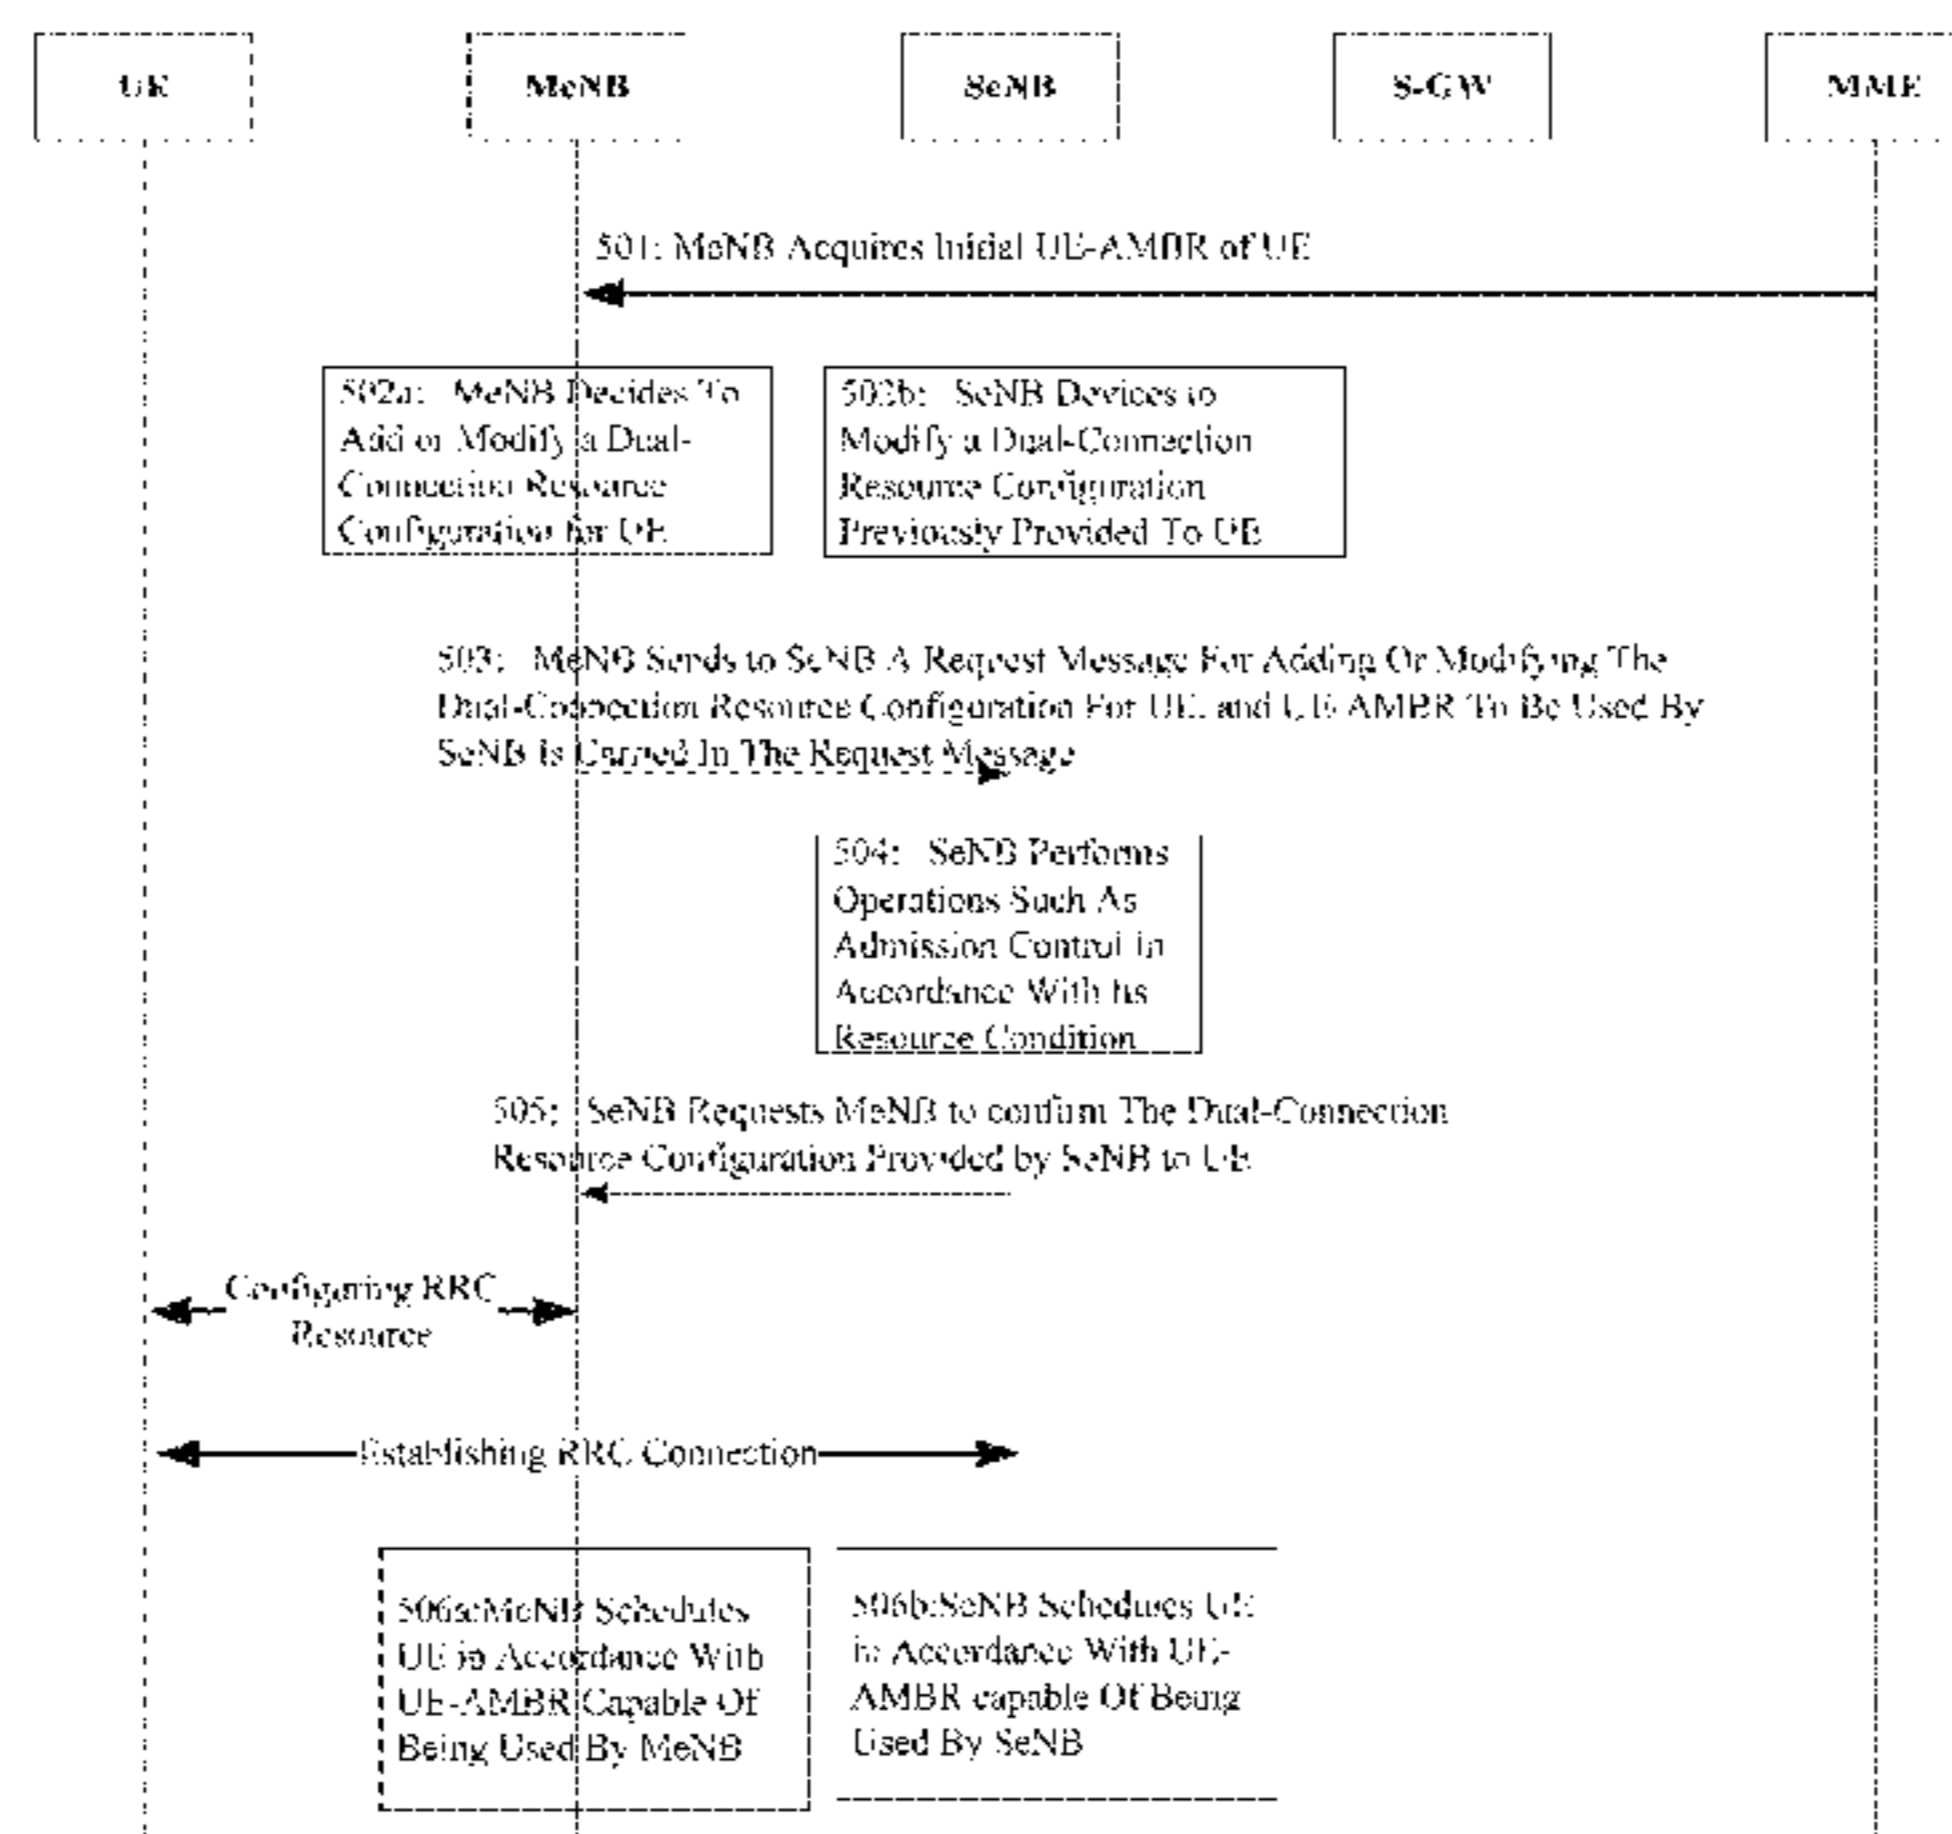 UE
MeNB
SeNB
S-GW
MME
501: MeNB Acquires Initial UE-AMBR of UE
502a: MeNB Decides To
Add or Modify a Dual-
Connection Resource
Configuration for UE
502b: SeNB Devices to
Modify a Dual-Connection
Resource Configuration
Previously Provided To UE
503: MeNB Sends to SeNB A Request Message For Adding Or Modifying The
Dual-Connection Resource Configuration For UE, and UE-AMBR To Be Used By
SeNB Is Carried In The Request Message
504: SeNB Performs
Operations Such As
Admission Control in
Accordance With Its
Resource Condition
505: SeNB Requests MeNB to confirm The Dual-Connection
Resource Configuration Provided by SeNB to UE
Configuring RRC
Resource
Establishing RRC Connection
506a:MeNB Schedules
UE in Accordance With
UE-AMBR Capable Of
Being Used By MeNB
506b:SeNB Schedules UE
in Accordance With UE-
AMBR capable Of Being
Used By SeNB